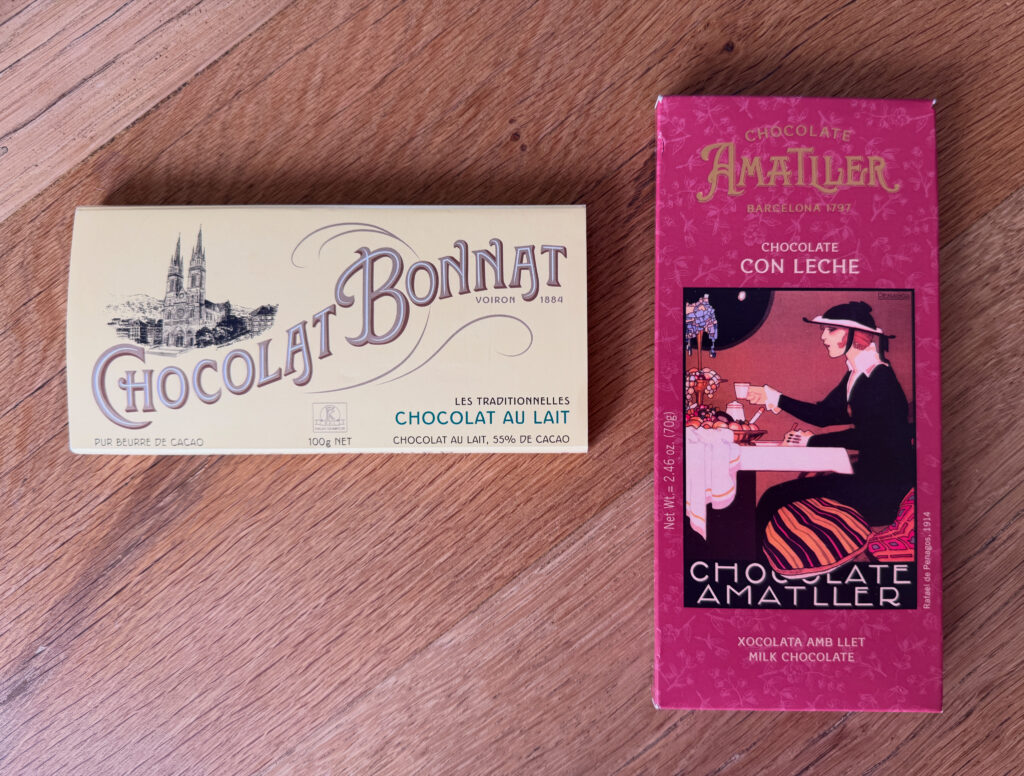 CHOCOLAT BONNAT
VOIRON 1884
LES TRADITIONNELLES
CHOCOLAT AU LAIT
PUR BEURRE DE CACAO
100g NET
CHOCOLAT AU LAIT, 55% DE CACAO
CHOCOLATE
AMATLLER
BARCELONA 1797
CHOCOLATE
CON LECHE
Net Wt. = 2.46 oz. (70g)
CHOCOLATE
AMATLLER
Rafael de Penagos, 1914
XOCOLATA AMB LLET
MILK CHOCOLATE